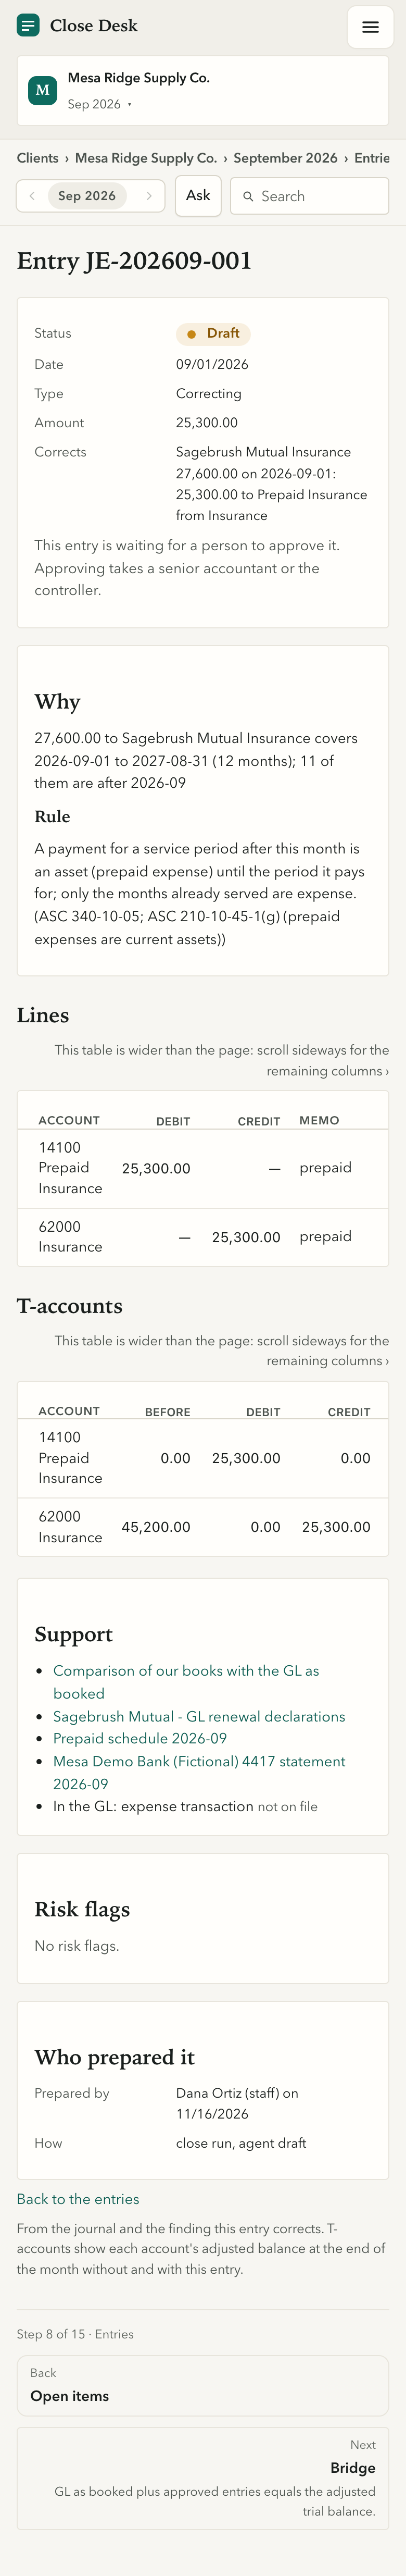 Close Desk
M
Mesa Ridge Supply Co.
Sep 2026 •
Clients › Mesa Ridge Supply Co. › September 2026 › Entrie
‹ Sep 2026 ›
Ask
Search
Entry JE-202609-001
Status
Draft
Date
09/01/2026
Type
Correcting
Amount
25,300.00
Corrects
Sagebrush Mutual Insurance
27,600.00 on 2026-09-01:
25,300.00 to Prepaid Insurance
from Insurance
This entry is waiting for a person to approve it.
Approving takes a senior accountant or the
controller.
Why
27,600.00 to Sagebrush Mutual Insurance covers
2026-09-01 to 2027-08-31 (12 months); 11 of
them are after 2026-09
Rule
A payment for a service period after this month is
an asset (prepaid expense) until the period it pays
for; only the months already served are expense.
(ASC 340-10-05; ASC 210-10-45-1(g) (prepaid
expenses are current assets))
Lines
This table is wider than the page: scroll sideways for the
remaining columns ›
ACCOUNT DEBIT CREDIT MEMO
14100
Prepaid
Insurance
25,300.00 — prepaid
62000
Insurance
— 25,300.00 prepaid
T-accounts
This table is wider than the page: scroll sideways for the
remaining columns ›
ACCOUNT BEFORE DEBIT CREDIT
14100
Prepaid
Insurance
0.00 25,300.00 0.00
62000
Insurance
45,200.00 0.00 25,300.00
Support
• Comparison of our books with the GL as
booked
• Sagebrush Mutual - GL renewal declarations
• Prepaid schedule 2026-09
• Mesa Demo Bank (Fictional) 4417 statement
2026-09
• In the GL: expense transaction not on file
Risk flags
No risk flags.
Who prepared it
Prepared by
Dana Ortiz (staff) on
11/16/2026
How
close run, agent draft
Back to the entries
From the journal and the finding this entry corrects. T-
accounts show each account's adjusted balance at the end of
the month without and with this entry.
Step 8 of 15 · Entries
Back
Open items
Next
Bridge
GL as booked plus approved entries equals the adjusted
trial balance.